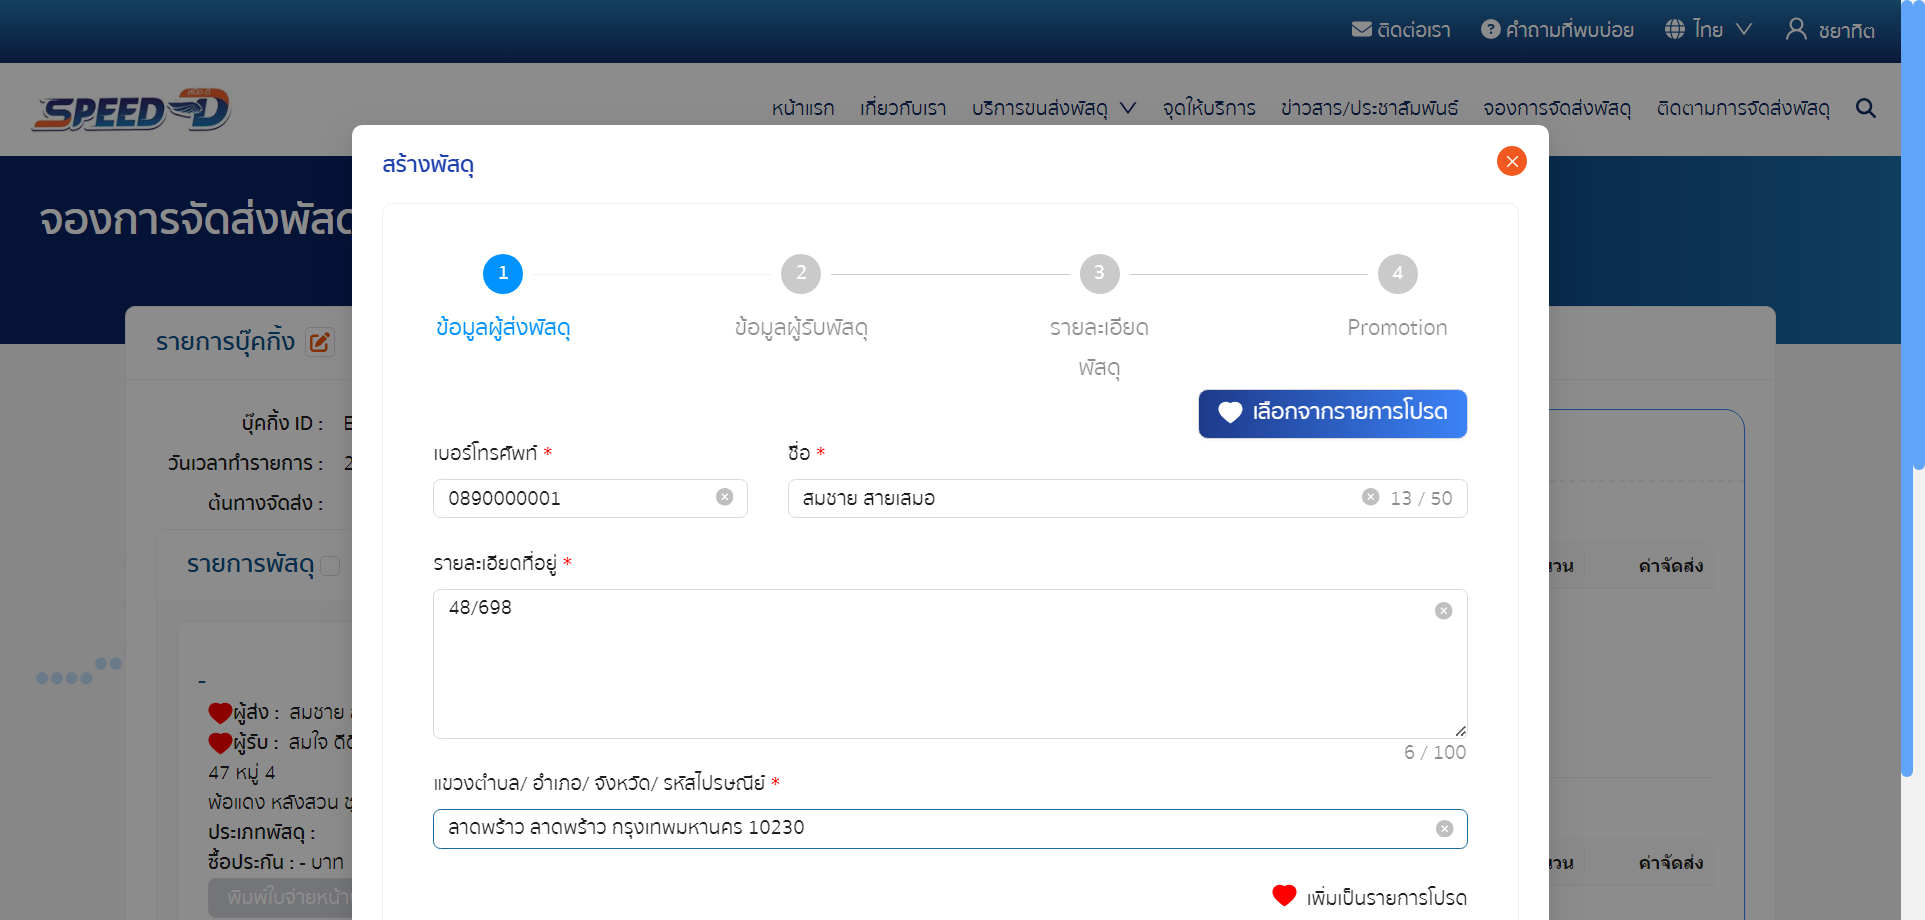 ติดต่อเรา คำถามที่พบบ่อย ไทย ชยาทิต
SPEED-D
หน้าแรก เกี่ยวกับเรา บริการขนส่งพัสดุ จุดให้บริการ ข่าวสาร/ประชาสัมพันธ์ จองการจัดส่งพัสดุ ติดตามการจัดส่งพัสดุ
สร้างพัสดุ
จองการจัดส่งพัสดุ
1 2 3 4
ข้อมูลผู้ส่งพัสดุ ข้อมูลผู้รับพัสดุ รายละเอียด Promotion
พัสดุ
รายการบุ๊คกิ้ง
เลือกจากรายการโปรด
บุ๊คกิ้ง ID :
วันเวลาทำรายการ : 2
ต้นทางจัดส่ง :
เบอร์โทรศัพท์ * ชื่อ *
0890000001 สมชาย สายเสมอ 13 / 50
รายละเอียดที่อยู่ *
รายการพัสดุ
ค่าจัดส่ง
48/698
6 / 100
-
ผู้ส่ง : สมชาย
ผู้รับ : สมใจ
47 หมู่ 4
พ้อแดง หลังสวน
ประเภทพัสดุ :
ซื้อประกัน : - บาท
พิมพ์ใบจ่ายหน้า
แขวงตำบล/ อำเภอ/ จังหวัด/ รหัสไปรษณีย์ *
ลาดพร้าว ลาดพร้าว กรุงเทพมหานคร 10230
ค่าจัดส่ง
เพิ่มเป็นรายการโปรด